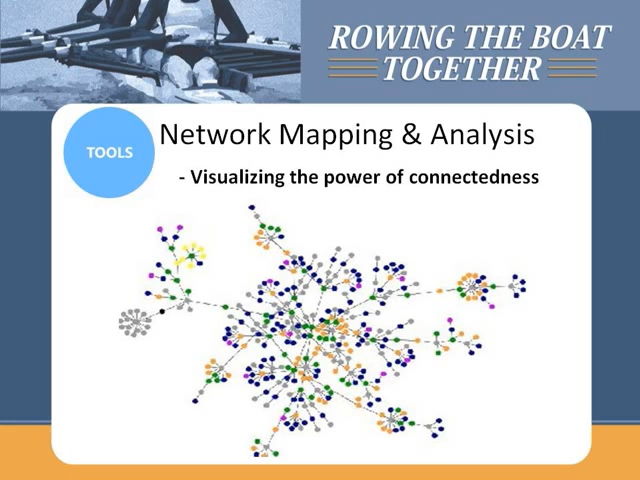 ROWING THE BOAT
TOGETHER
TOOLS
Network Mapping & Analysis
- Visualizing the power of connectedness